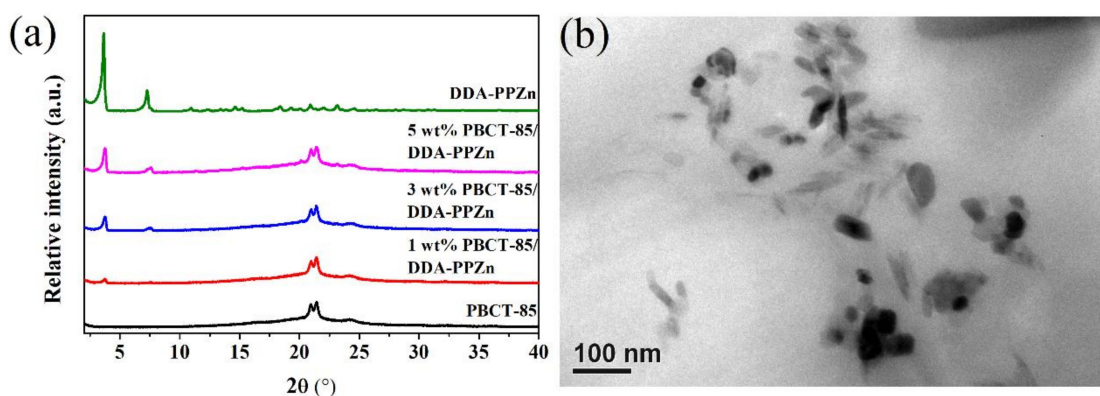 (a)
Relative intensity (a.u.)
DDA-PPZn
5 wt% PBCT-85/
DDA-PPZn
3 wt% PBCT-85/
DDA-PPZn
1 wt% PBCT-85/
DDA-PPZn
PBCT-85
5 10 15 20 25 30 35 40
2θ (°)
(b)
100 nm